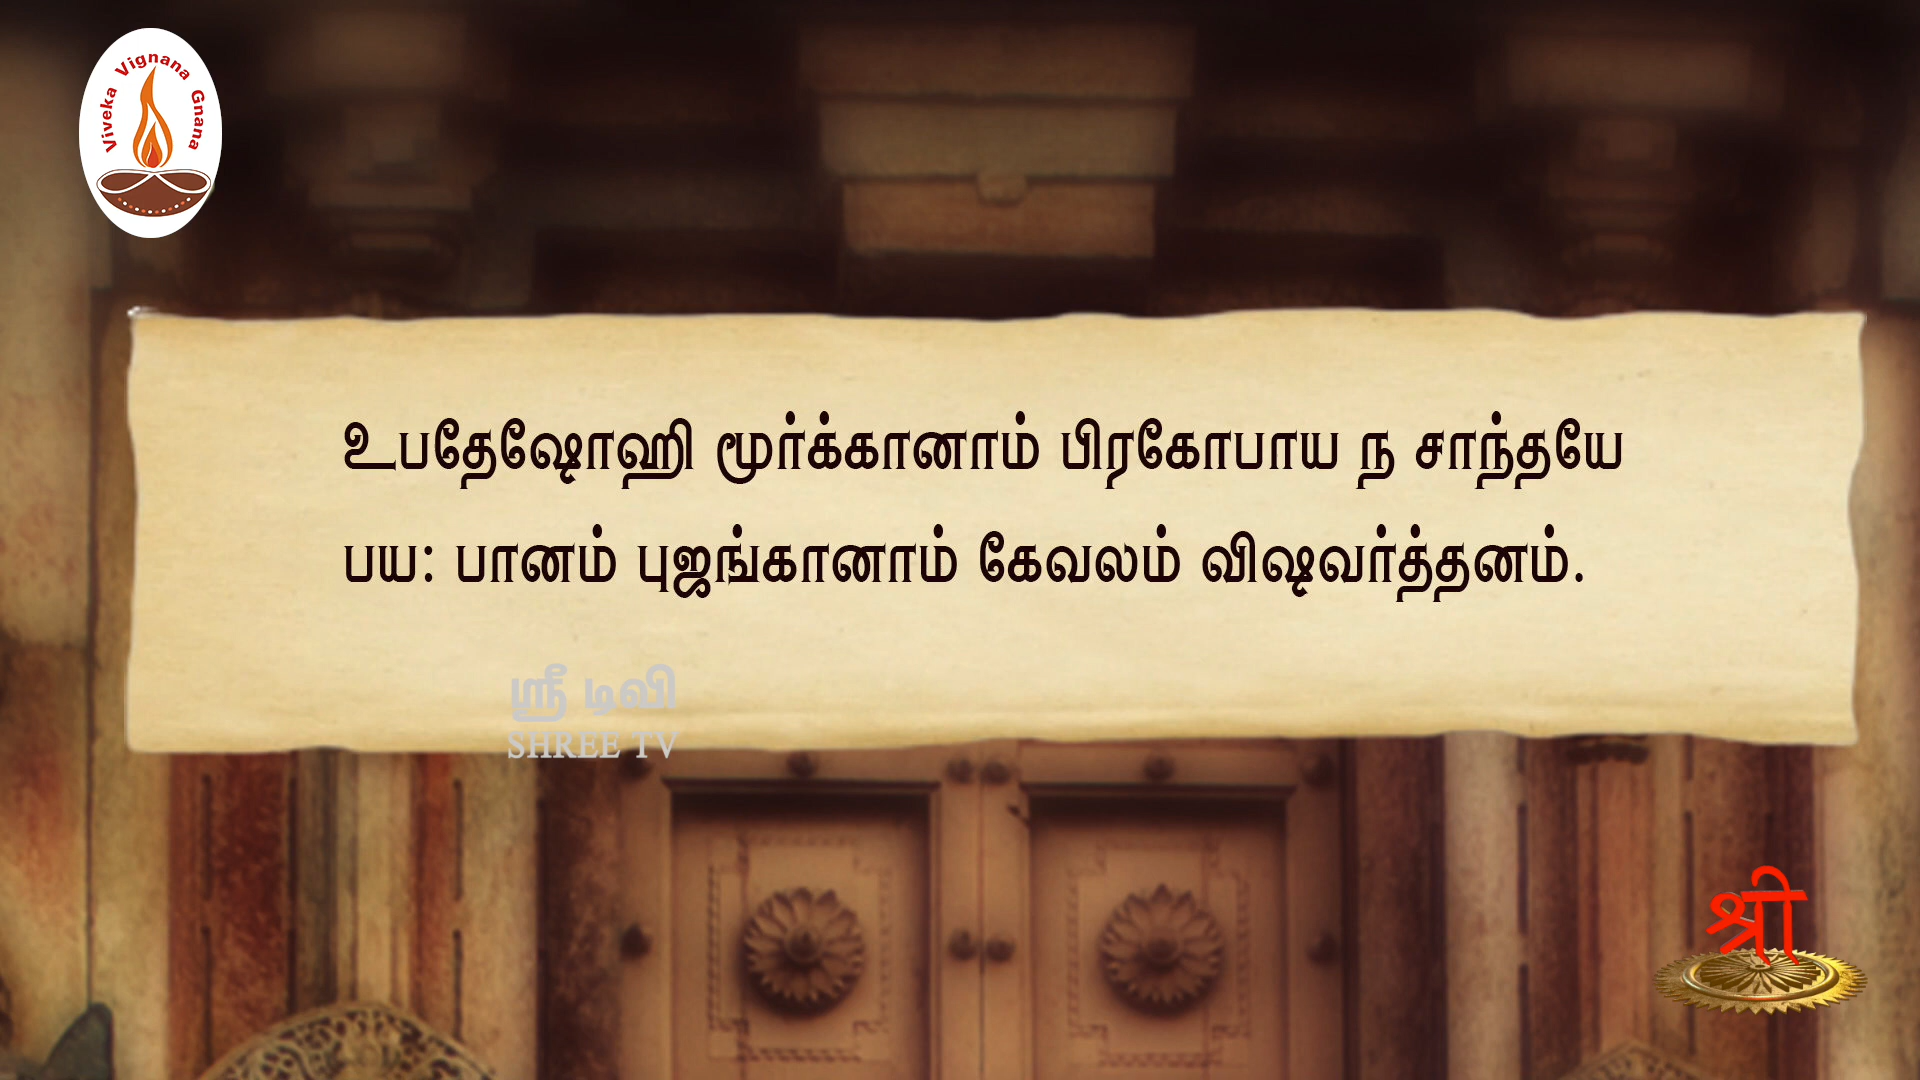 Viveka Vignana Gnana
உபதேஷோஹி மூர்க்கானாம் பிரகோபாய ந சாந்தயே
பய: பானம் புஜங்கானாம் கேவலம் விஷவர்த்தனம்.
ஸ்ரீ டிவி
SHREE TV
श्री